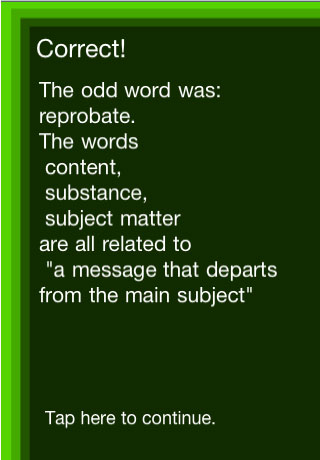 Correct!
The odd word was:
reprobate.
The words
content,
substance,
subject matter
are all related to
"a message that departs
from the main subject"
Tap here to continue.